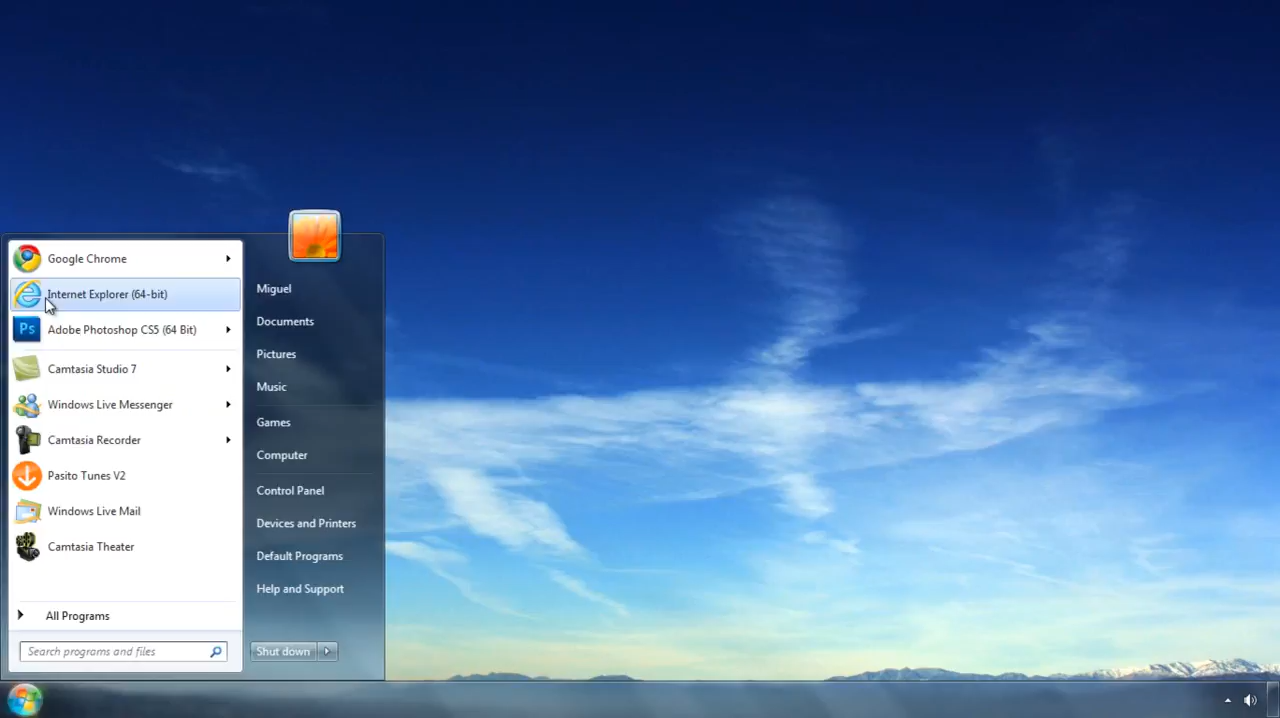 Google Chrome
Internet Explorer (64-bit)
Ps
Adobe Photoshop CS5 (64 Bit)
Camtasia Studio 7
Windows Live Messenger
Camtasia Recorder
Pasito Tunes V2
Windows Live Mail
Camtasia Theater
All Programs
Search programs and files
Miguel
Documents
Pictures
Music
Games
Computer
Control Panel
Devices and Printers
Default Programs
Help and Support
Shut down